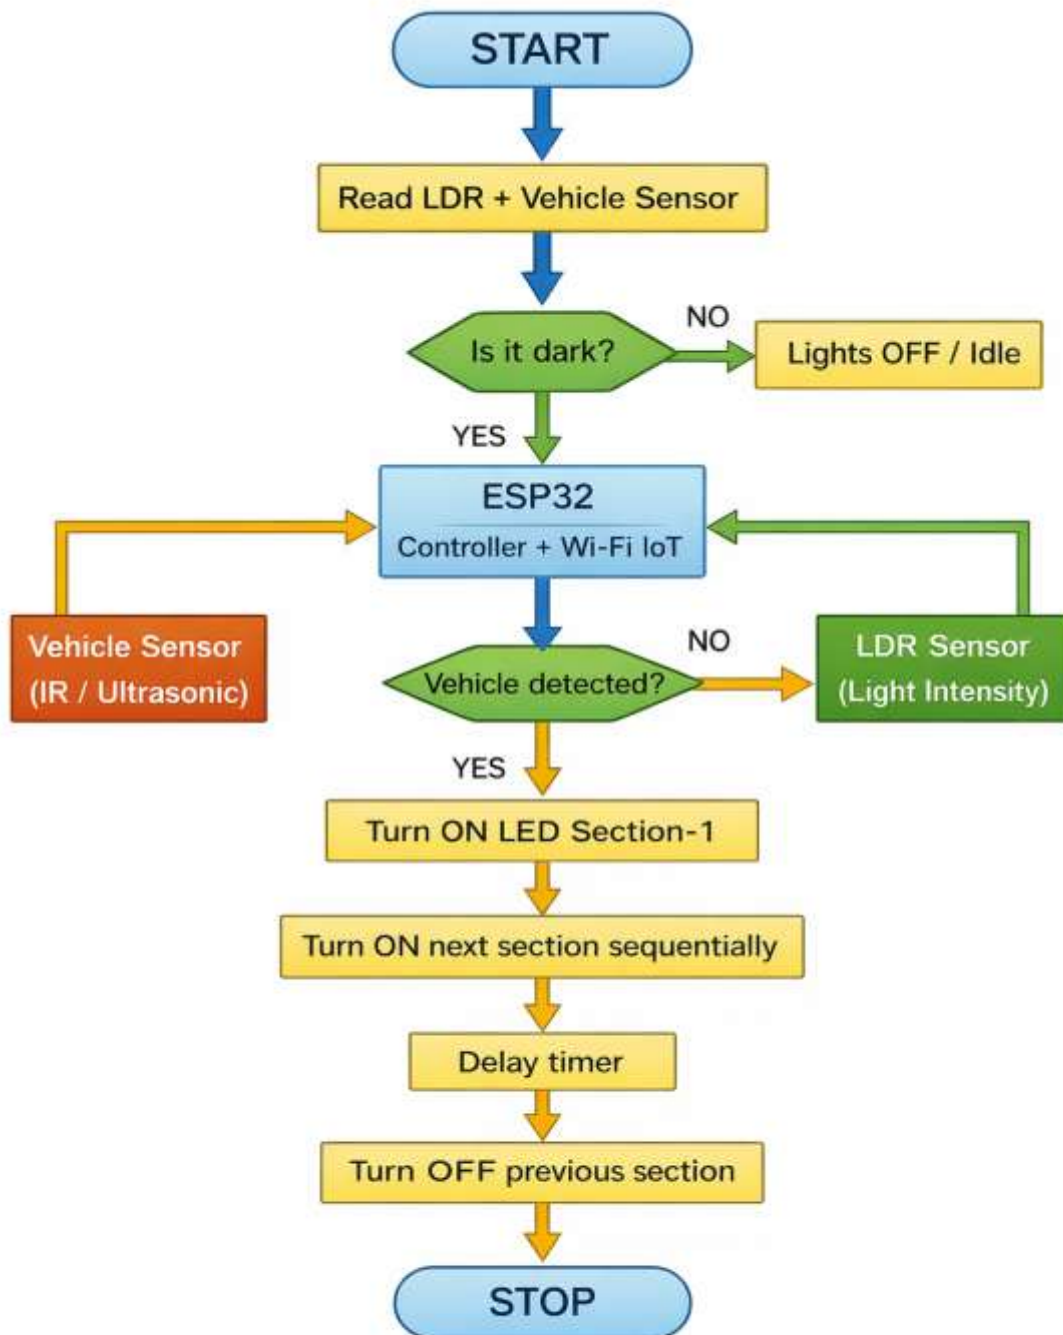 START
Read LDR + Vehicle Sensor
Is it dark?
NO
Lights OFF / Idle
YES
ESP32
Controller + Wi-Fi IoT
Vehicle Sensor
(IR / Ultrasonic)
Vehicle detected?
NO
LDR Sensor
(Light Intensity)
YES
Turn ON LED Section-1
Turn ON next section sequentially
Delay timer
Turn OFF previous section
STOP